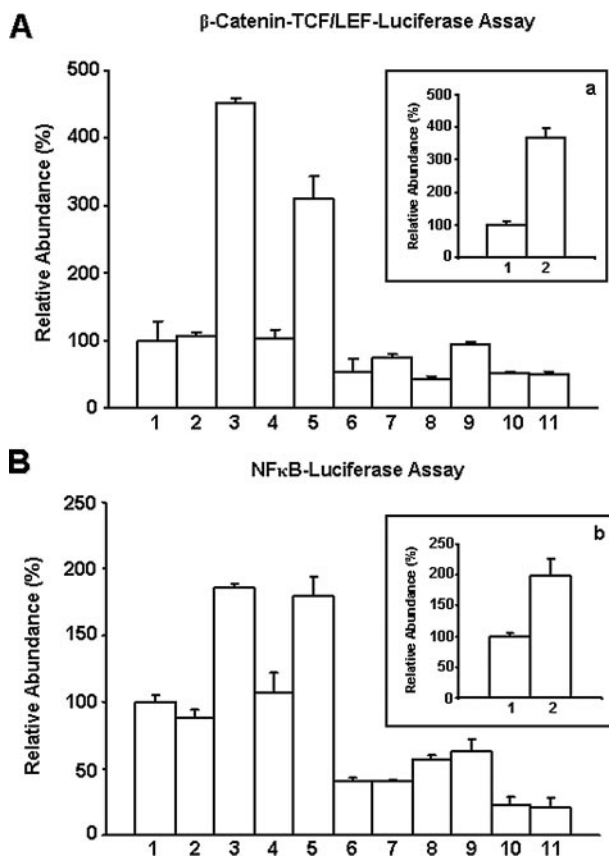 A
β-Catenin-TCF/LEF-Luciferase Assay
Relative Abundance (%)
500
400
300
200
100
0
1 2 3 4 5 6 7 8 9 10 11
a
Relative Abundance (%)
500
400
300
200
100
0
1 2
B
NFκB-Luciferase Assay
Relative Abundance (%)
250
200
150
100
50
0
1 2 3 4 5 6 7 8 9 10 11
b
Relative Abundance (%)
250
200
150
100
50
0
1 2